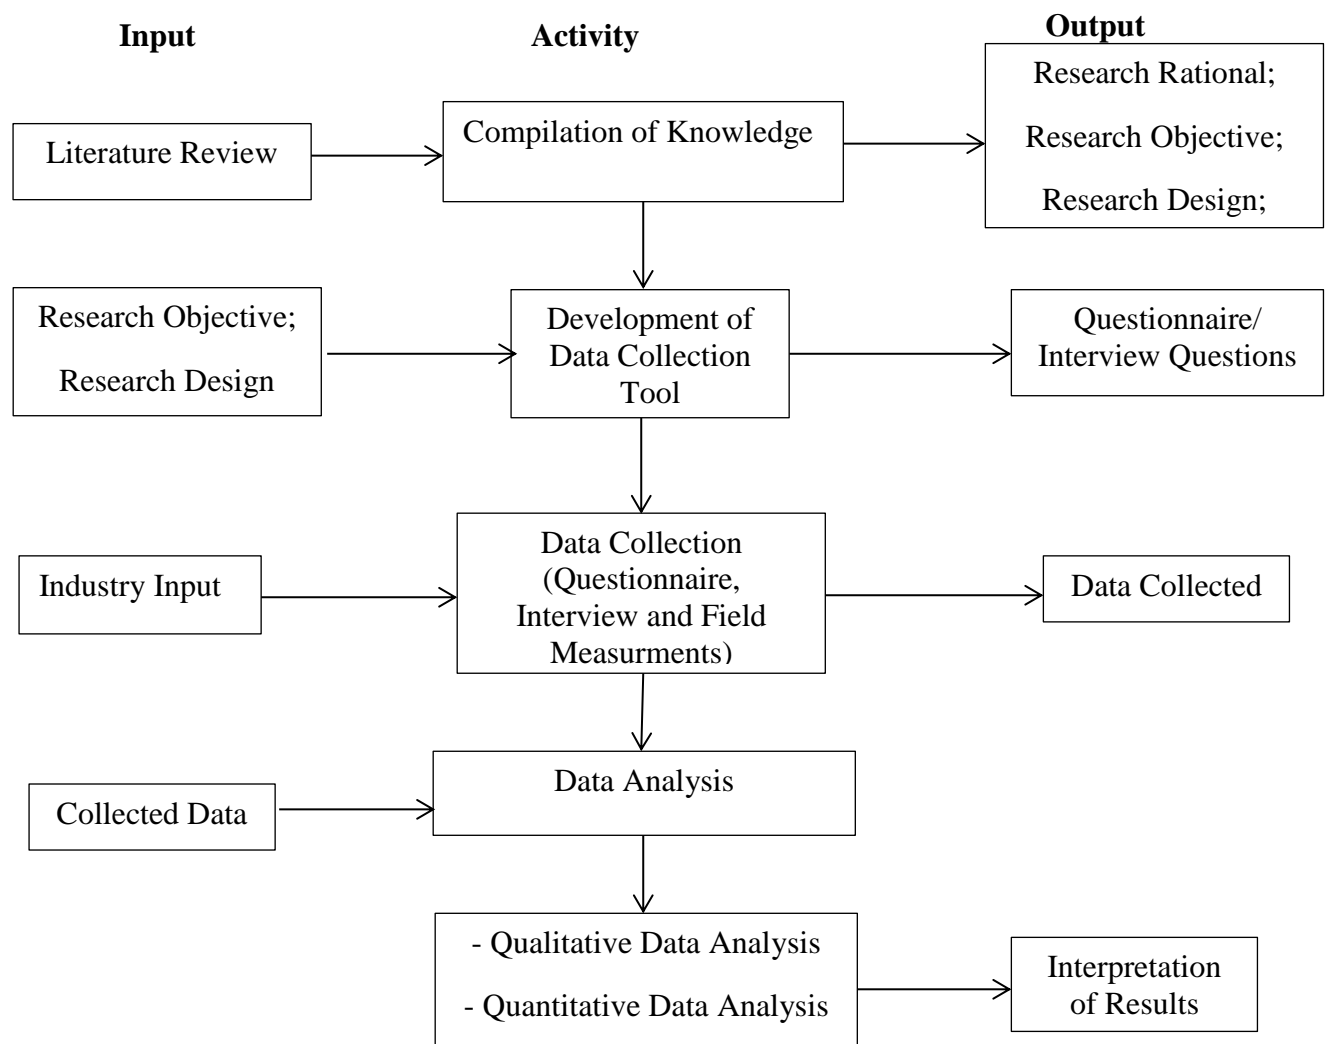 Input
Activity
Output
Literature Review
Compilation of Knowledge
Research Rational;
Research Objective;
Research Design;
Research Objective;
Research Design
Development of
Data Collection
Tool
Questionnaire/
Interview Questions
Industry Input
Data Collection
(Questionnaire,
Interview and Field
Measurments)
Data Collected
Collected Data
Data Analysis
- Qualitative Data Analysis
- Quantitative Data Analysis
Interpretation
of Results